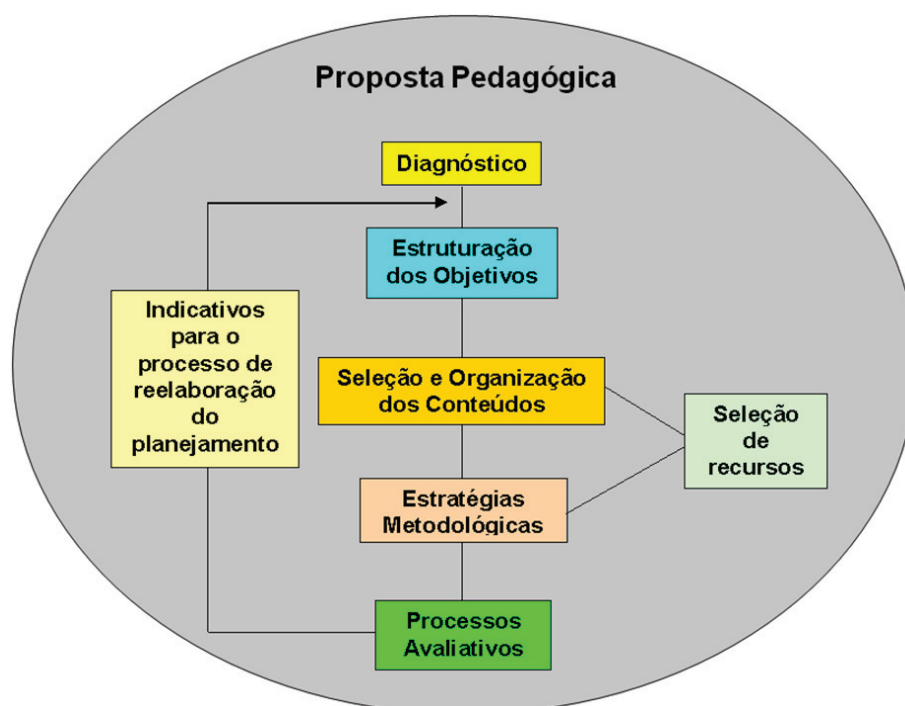 Proposta Pedagógica
Diagnóstico
Estruturação
dos Objetivos
Indicativos
para o
processo de
reelaboração
do
planejamento
Seleção e Organização
dos Conteúdos
Seleção
de
recursos
Estratégias
Metodológicas
Processos
Avaliativos